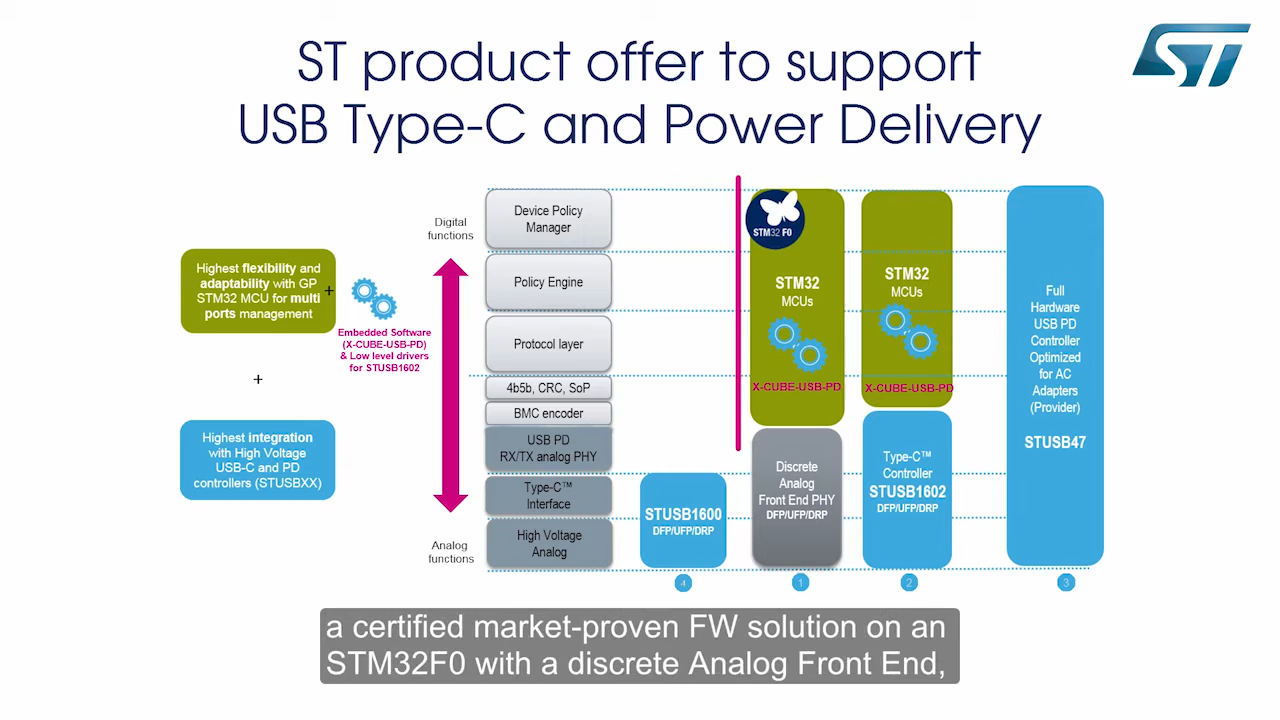 ST product offer to support
USB Type-C and Power Delivery
ST
Digital
functions
Analog
functions
Highest flexibility and
adaptability with GP
STM32 MCU for multi
ports management
+
Embedded Software
(X-CUBE-USB-PD)
& Low level drivers
for STUSB1602
+
Highest integration
with High Voltage
USB-C and PD
controllers (STUSBXX)
Device Policy
Manager
Policy Engine
Protocol layer
4b5b, CRC, SoP
BMC encoder
USB PD
RX/TX analog PHY
Type-C™
Interface
High Voltage
Analog
STUSB1600
DFP/UFP/DRP
4
STM32 F0
STM32
MCUs
X-CUBE-USB-PD
Discrete
Analog
Front End PHY
DFP/UFP/DRP
1
STM32
MCUs
X-CUBE-USB-PD
Type-C™
Controller
STUSB1602
DFP/UFP/DRP
2
Full
Hardware
USB PD
Controller
Optimized
for AC
Adapters
(Provider)
STUSB47
3
a certified market-proven FW solution on an
STM32F0 with a discrete Analog Front End,